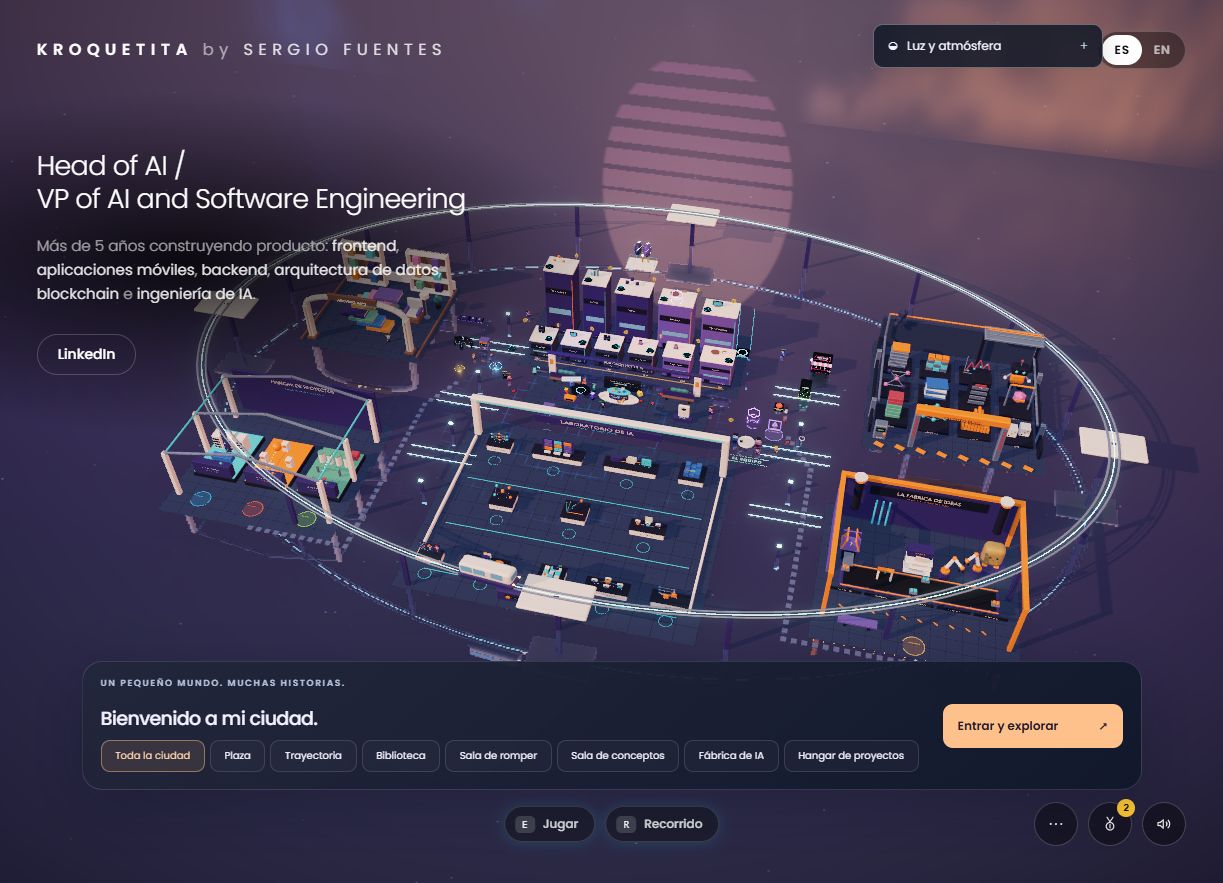 KROQUETITA by SERGIO FUENTES
Luz y atmósfera +
ES EN
Head of AI /
VP of AI and Software Engineering
Más de 5 años construyendo producto: frontend,
aplicaciones móviles, backend, arquitectura de datos,
blockchain e ingeniería de IA.
LinkedIn
LABORATORIO DE IA
LA FÁBRICA DE IDEAS
UN PEQUEÑO MUNDO. MUCHAS HISTORIAS.
Bienvenido a mi ciudad.
Entrar y explorar ↗
Toda la ciudad Plaza Trayectoria Biblioteca Sala de romper Sala de conceptos Fábrica de IA Hangar de proyectos
E Jugar R Recorrido
2